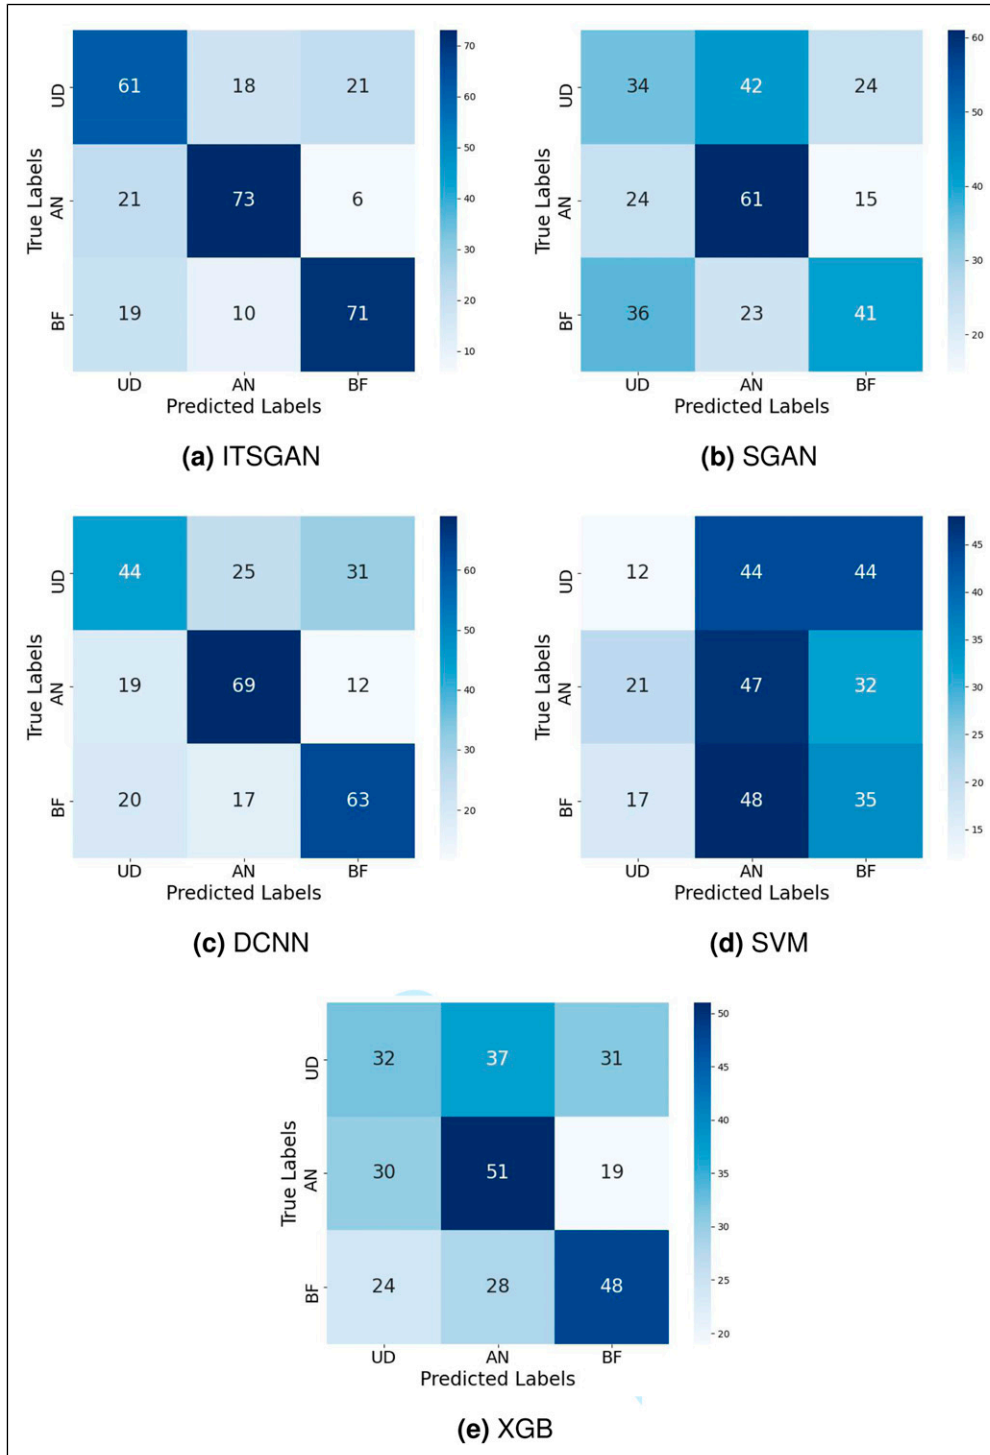 UD 61 18 21
AN 21 73 6
BF 19 10 71
UD AN BF
True Labels
Predicted Labels
70
60
50
40
30
20
10
(a) ITSGAN
UD 34 42 24
AN 24 61 15
BF 36 23 41
UD AN BF
True Labels
Predicted Labels
60
50
40
30
20
(b) SGAN
UD 44 25 31
AN 19 69 12
BF 20 17 63
UD AN BF
True Labels
Predicted Labels
60
50
40
30
20
(c) DCNN
UD 12 44 44
AN 21 47 32
BF 17 48 35
UD AN BF
True Labels
Predicted Labels
45
40
35
30
25
20
15
(d) SVM
UD 32 37 31
AN 30 51 19
BF 24 28 48
UD AN BF
True Labels
Predicted Labels
50
45
40
35
30
25
20
(e) XGB